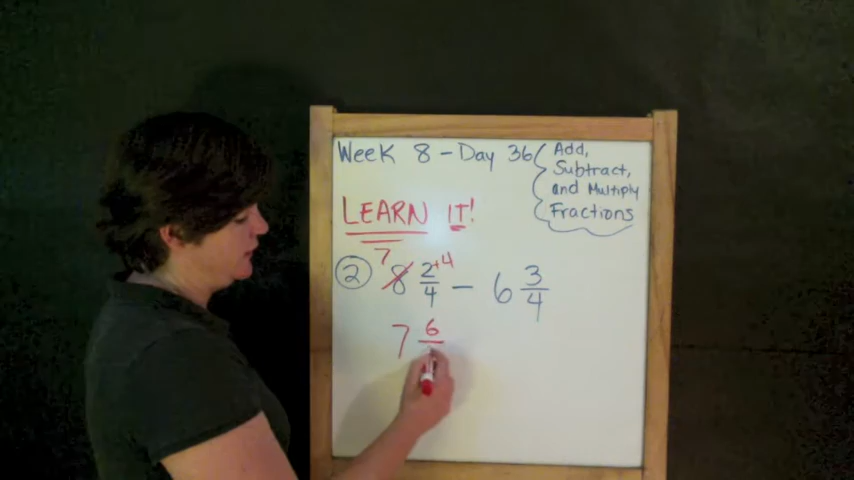 Week 8 - Day 36
Add,
Subtract,
and Multiply
Fractions
LEARN IT!
7
2 8 2+4/4 - 6 3/4
7 6